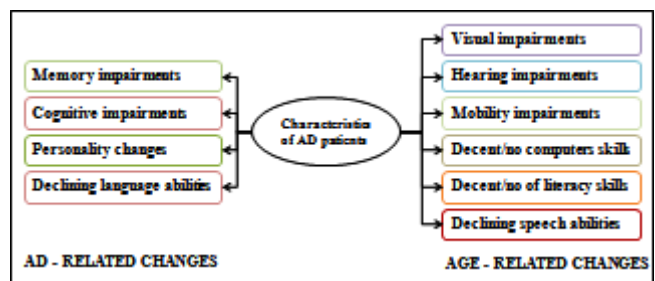 Memory impairments
Cognitive impairments
Personality changes
Declining language abilities
AD - RELATED CHANGES
Characteristics
of AD patients
Visual impairments
Hearing impairments
Mobility impairments
Decent/no computers skills
Decent/no of literacy skills
Declining speech abilities
AGE - RELATED CHANGES